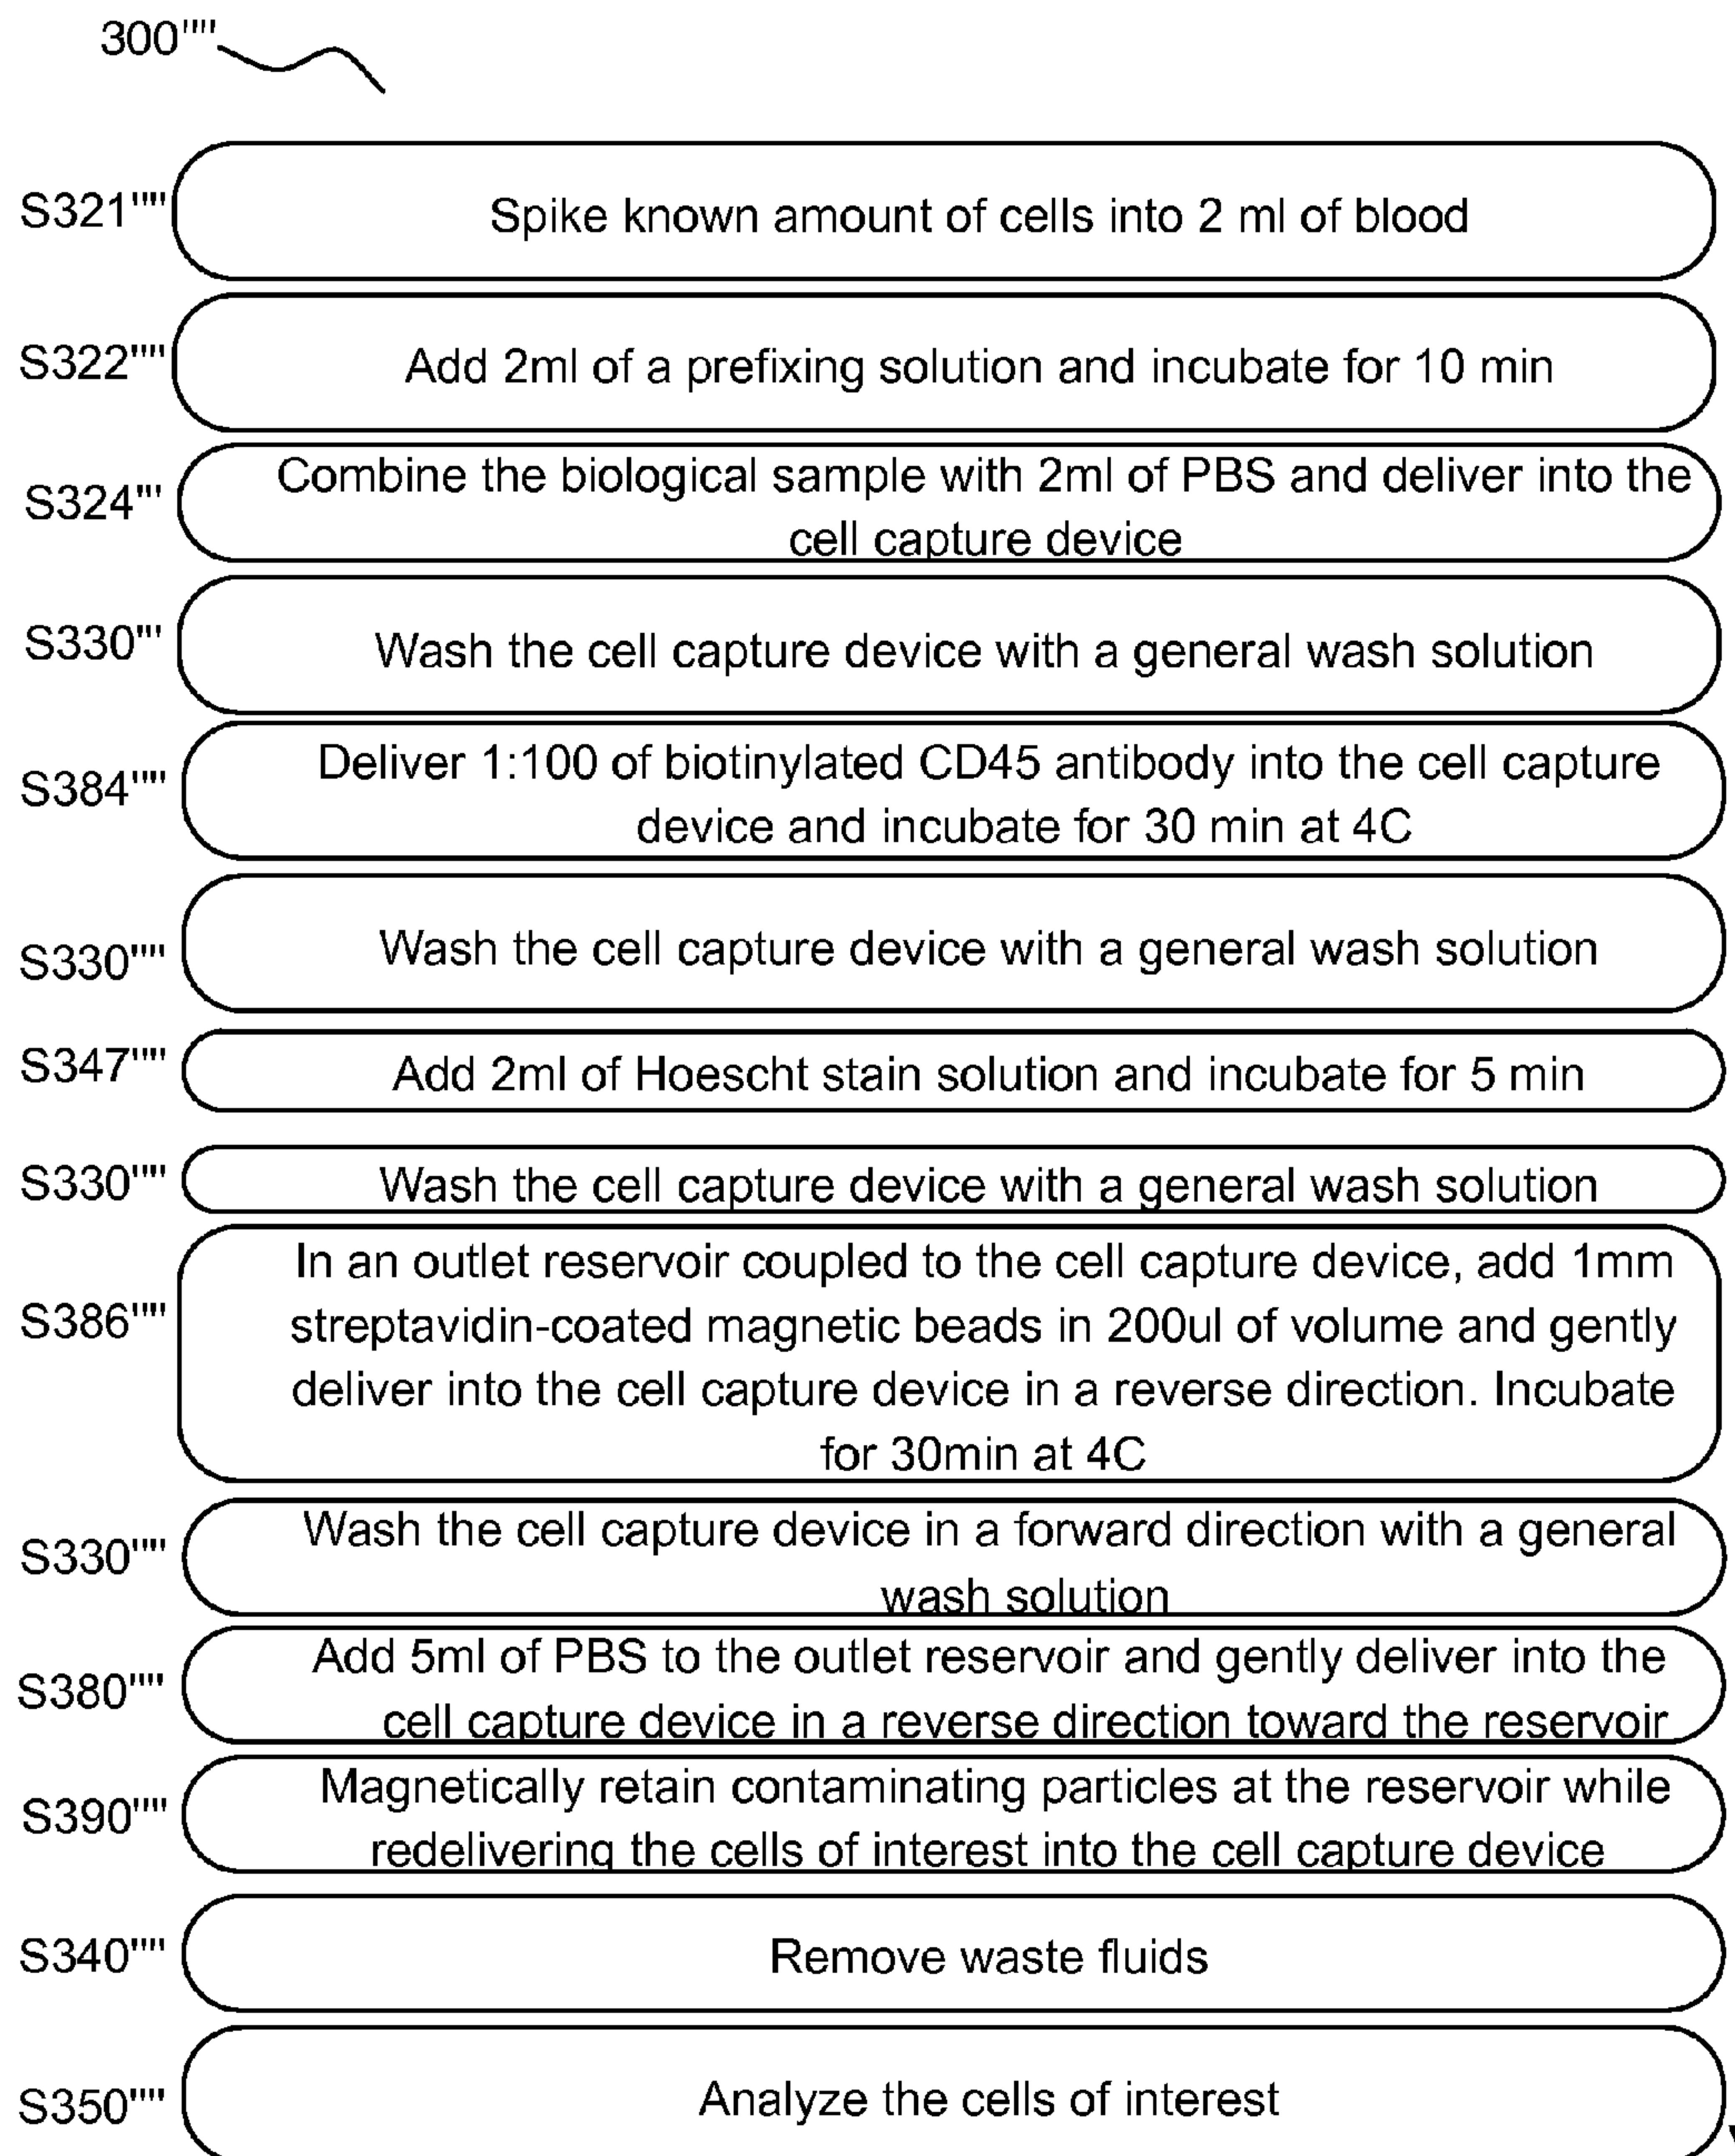 300''''
S321'''' Spike known amount of cells into 2 ml of blood
S322'''' Add 2ml of a prefixing solution and incubate for 10 min
S324''' Combine the biological sample with 2ml of PBS and deliver into the
cell capture device
S330''' Wash the cell capture device with a general wash solution
S384'''' Deliver 1:100 of biotinylated CD45 antibody into the cell capture
device and incubate for 30 min at 4C
S330'''' Wash the cell capture device with a general wash solution
S347'''' Add 2ml of Hoescht stain solution and incubate for 5 min
S330'''' Wash the cell capture device with a general wash solution
S386'''' In an outlet reservoir coupled to the cell capture device, add 1mm
streptavidin-coated magnetic beads in 200ul of volume and gently
deliver into the cell capture device in a reverse direction. Incubate
for 30min at 4C
S330'''' Wash the cell capture device in a forward direction with a general
wash solution
S380'''' Add 5ml of PBS to the outlet reservoir and gently deliver into the
cell capture device in a reverse direction toward the reservoir
S390'''' Magnetically retain contaminating particles at the reservoir while
redelivering the cells of interest into the cell capture device
S340'''' Remove waste fluids
S350'''' Analyze the cells of interest